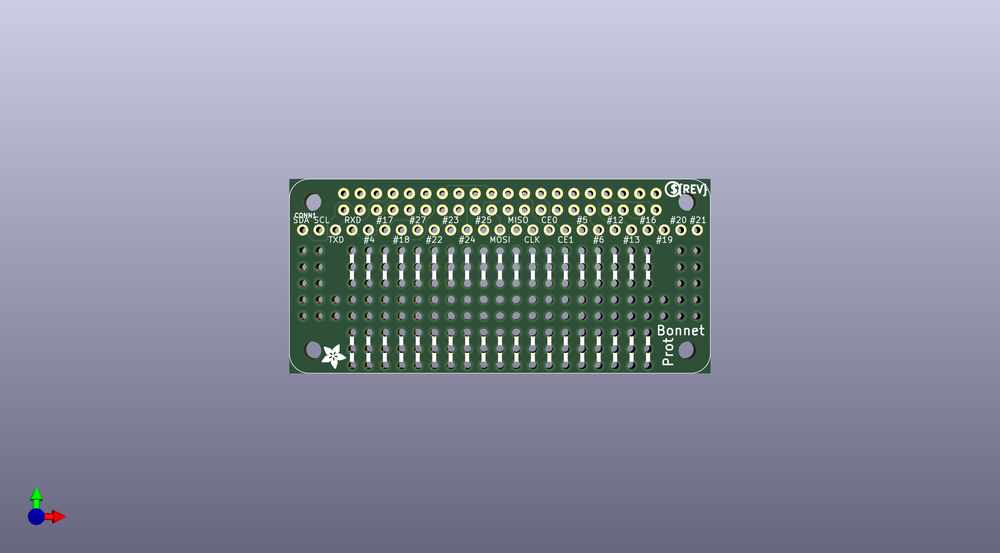 $(REV)
CONN1
SDA SCL RXD #17 #27 #23 #25 MISO CE0 #5 #12 #16 #20 #21
TXD #4 #18 #22 #24 MOSI CLK CE1 #6 #13 #19
Bonnet
Prot